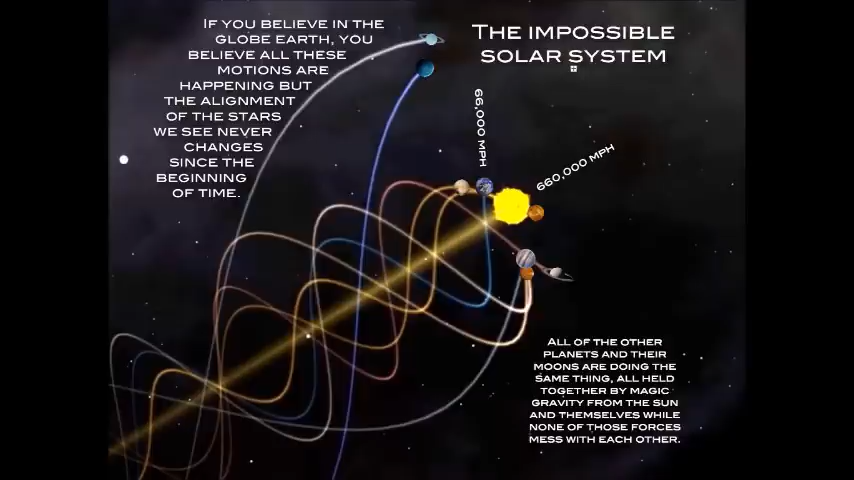 IF YOU BELIEVE IN THE
GLOBE EARTH, YOU
BELIEVE ALL THESE
MOTIONS ARE
HAPPENING BUT
THE ALIGNMENT
OF THE STARS
WE SEE NEVER
CHANGES
SINCE THE
BEGINNING
OF TIME.
THE IMPOSSIBLE
SOLAR SYSTEM
66,000 MPH
660,000 MPH
ALL OF THE OTHER
PLANETS AND THEIR
MOONS ARE DOING THE
SAME THING, ALL HELD
TOGETHER BY MAGIC
GRAVITY FROM THE SUN
AND THEMSELVES WHILE
NONE OF THOSE FORCES
MESS WITH EACH OTHER.